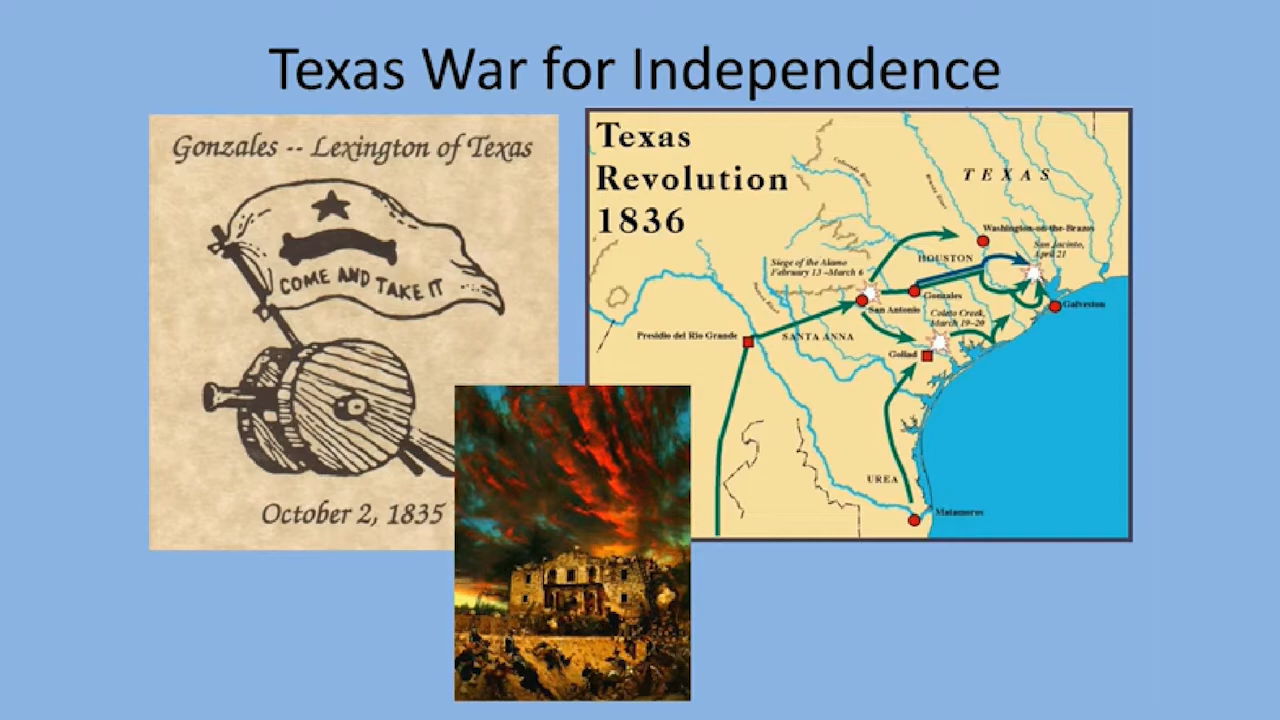 Texas War for Independence
Gonzales -- Lexington of Texas
COME AND TAKE IT
October 2, 1835
Texas
Revolution
1836
TEXAS
Colorado River
Washington-on-the-Brazos
San Jacinto,
April 21
HOUSTON
Siege of the Alamo
February 13 –March 6
Gonzales
Galveston
San Antonio
Coleto Creek,
March 19–20
Presidio del Rio Grande
SANTA ANNA
Goliad
UREA
Matamoros